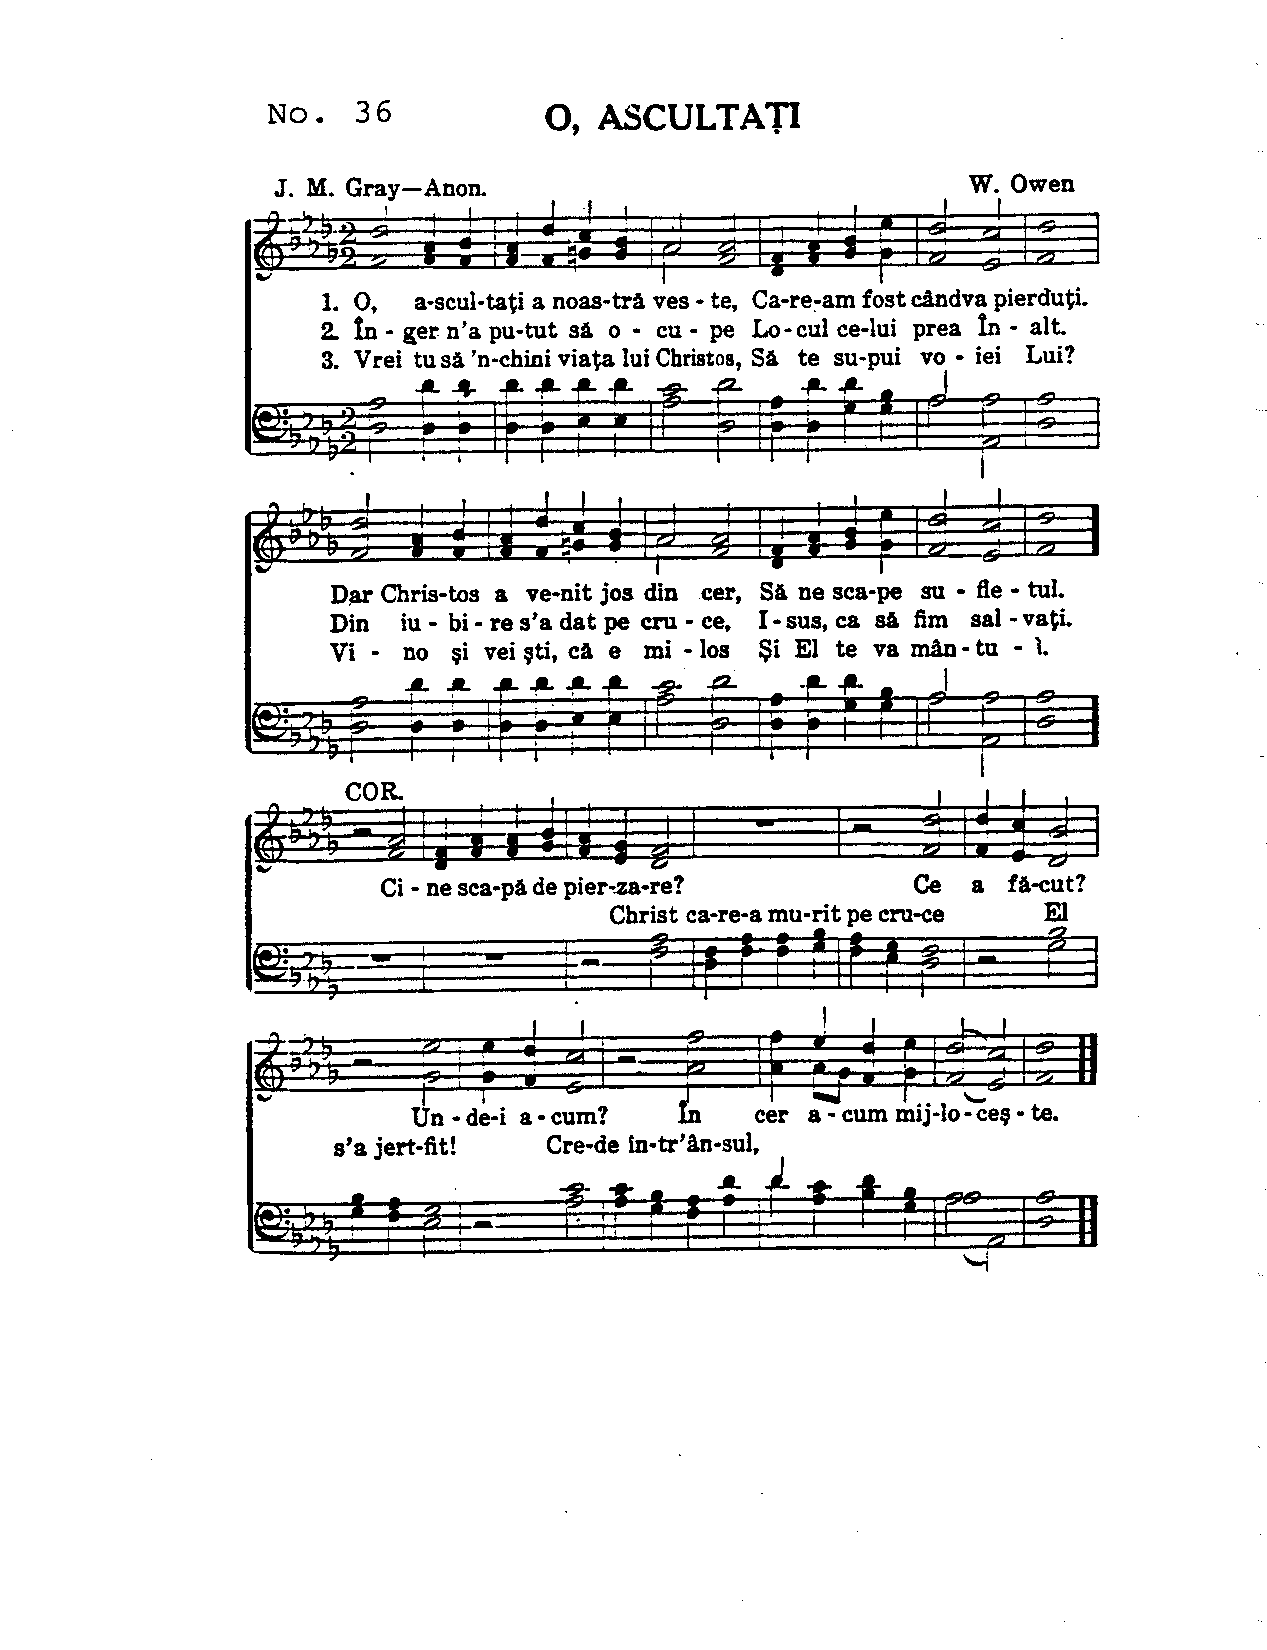 No. 36
O, ASCULTAȚI
J. M. Gray—Anon.
W. Owen
1. O, a-scul-tați a noas-tră ves - te, Ca-re-am fost cândva pierduți.
2. În - ger n'a pu-tut să o - cu - pe Lo-cul ce-lui prea În - alt.
3. Vrei tu să 'n-chini viața lui Christos, Să te su-pui vo - iei Lui?
Dar Chris-tos a ve-nit jos din cer, Să ne sca-pe su - fle - tul.
Din iu - bi - re s'a dat pe cru - ce, I - sus, ca să fim sal - vați.
Vi - no și vei ști, că e mi - los Și El te va mân - tu - i.
COR.
Ci - ne sca-pă de pier-za-re? Ce a fă-cut?
Christ ca-re-a mu-rit pe cru-ce El
Un - de-i a - cum? În cer a - cum mij-lo-ceș - te.
s'a jert-fit! Cre-de în-tr'ân-sul,